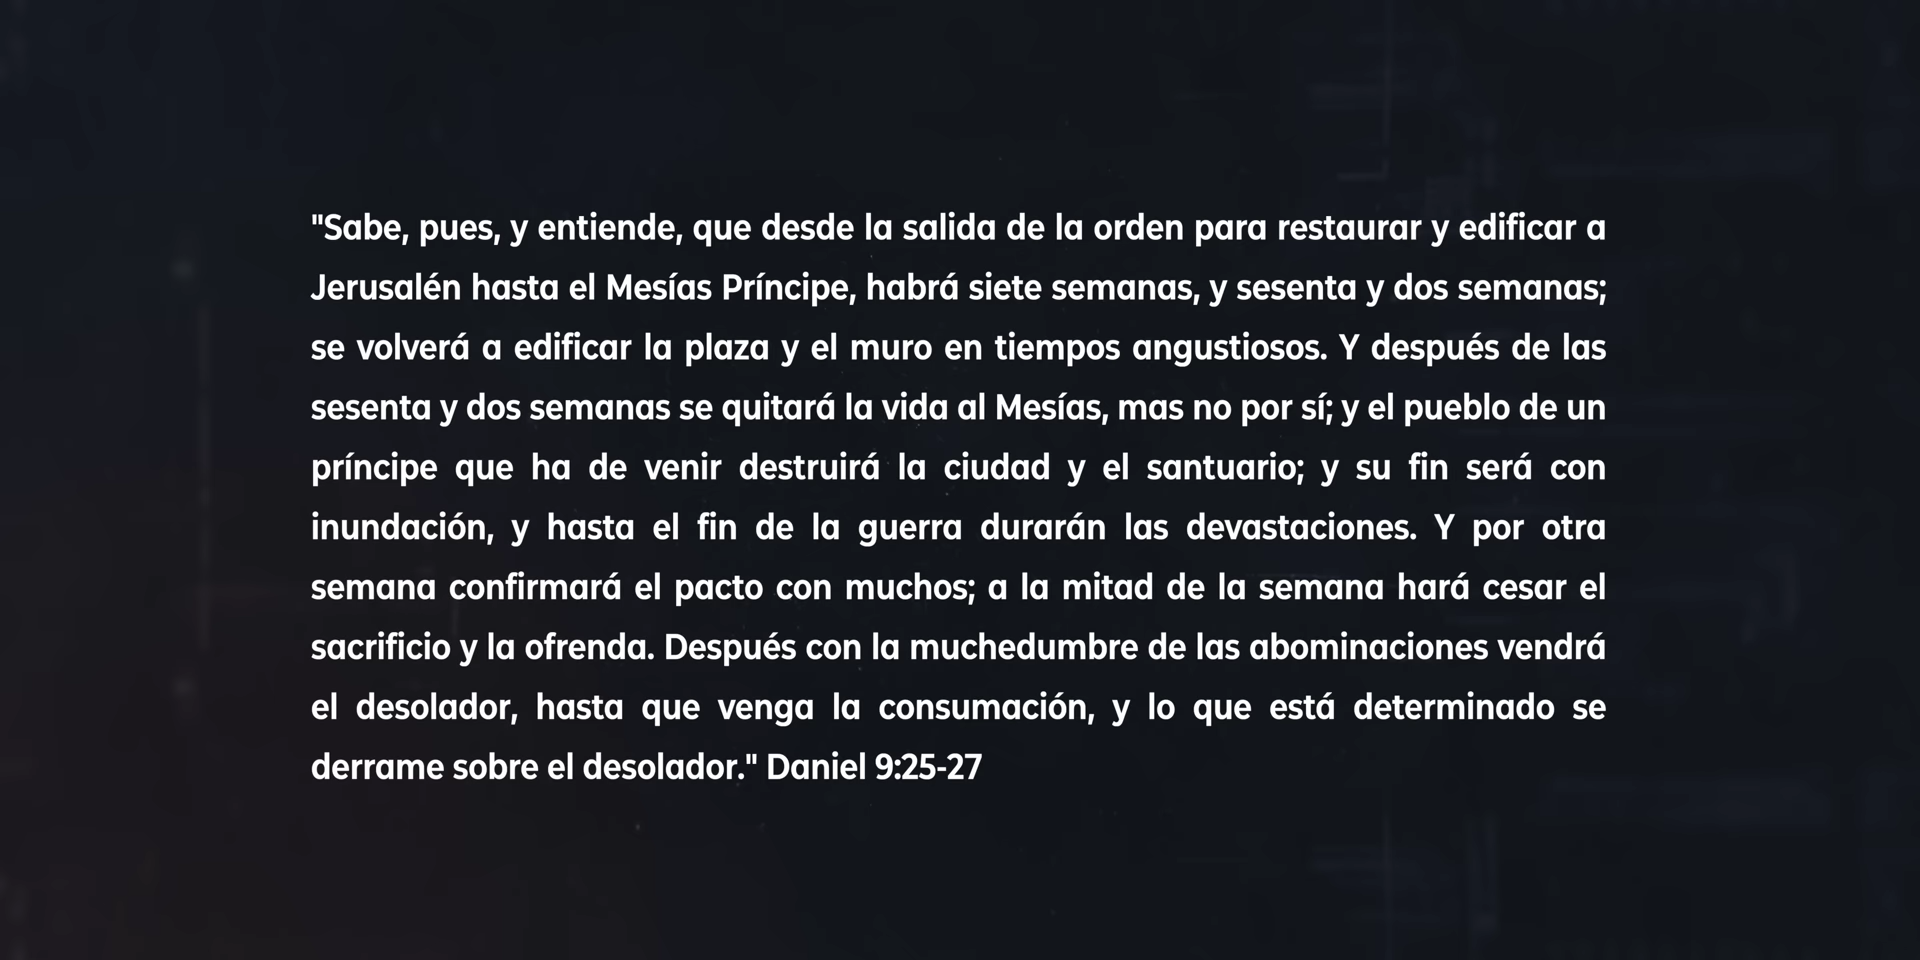 "Sabe, pues, y entiende, que desde la salida de la orden para restaurar y edificar a
Jerusalén hasta el Mesías Príncipe, habrá siete semanas, y sesenta y dos semanas;
se volverá a edificar la plaza y el muro en tiempos angustiosos. Y después de las
sesenta y dos semanas se quitará la vida al Mesías, mas no por sí; y el pueblo de un
príncipe que ha de venir destruirá la ciudad y el santuario; y su fin será con
inundación, y hasta el fin de la guerra durarán las devastaciones. Y por otra
semana confirmará el pacto con muchos; a la mitad de la semana hará cesar el
sacrificio y la ofrenda. Después con la muchedumbre de las abominaciones vendrá
el desolador, hasta que venga la consumación, y lo que está determinado se
derrame sobre el desolador." Daniel 9:25-27